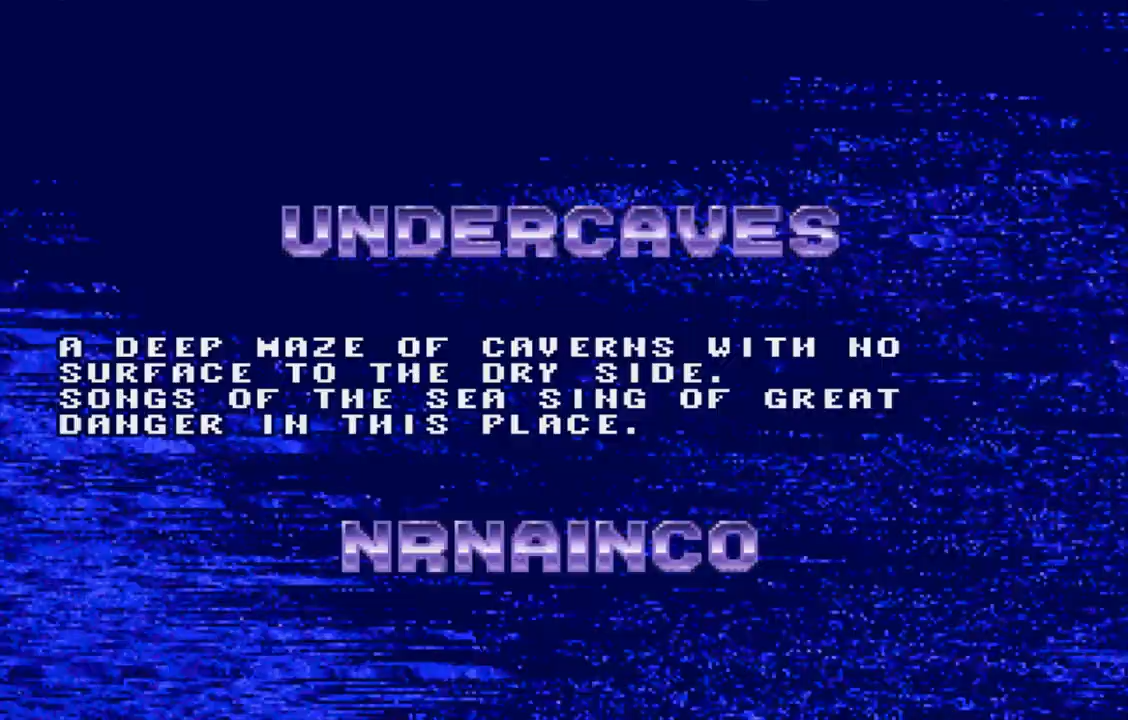 UNDERCAVES
A DEEP MAZE OF CAVERNS WITH NO
SURFACE TO THE DRY SIDE.
SONGS OF THE SEA SING OF GREAT
DANGER IN THIS PLACE.
NRNAINCO